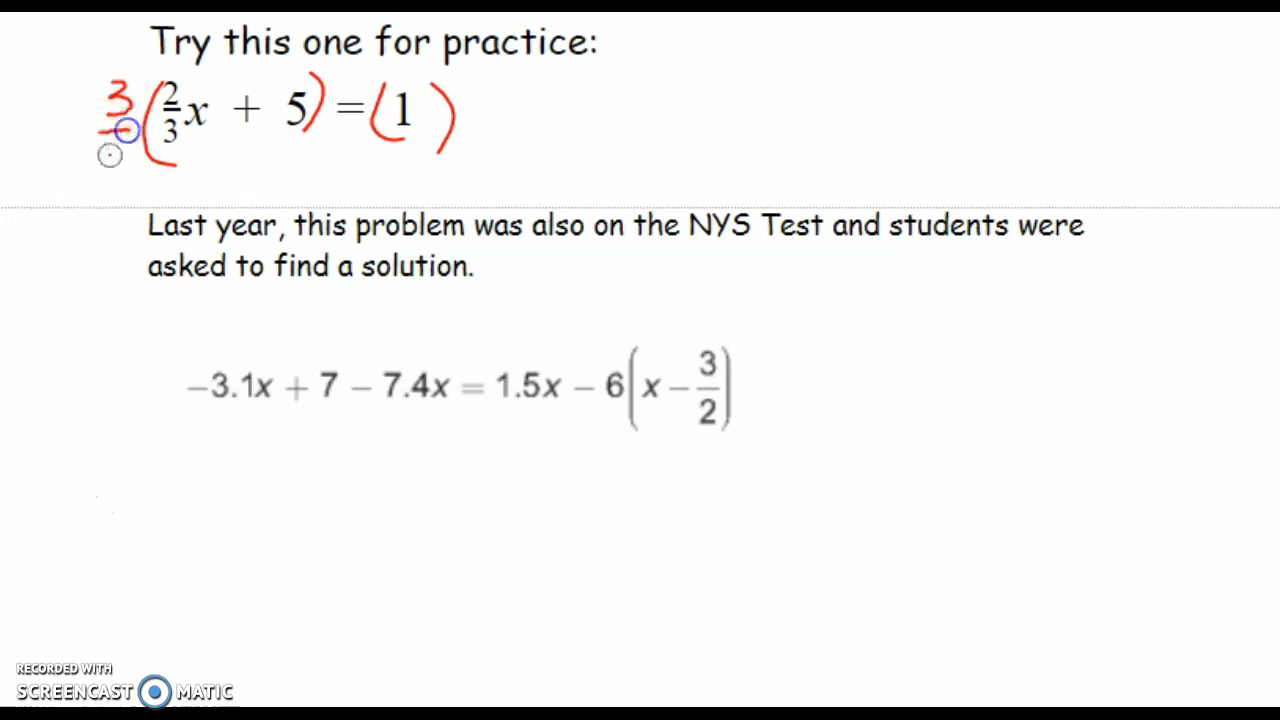 Try this one for practice:
3 (2/3 x + 5) = (1)
Last year, this problem was also on the NYS Test and students were
asked to find a solution.
−3.1x + 7 − 7.4x = 1.5x − 6(x − 3/2)
RECORDED WITH
SCREENCAST MATIC